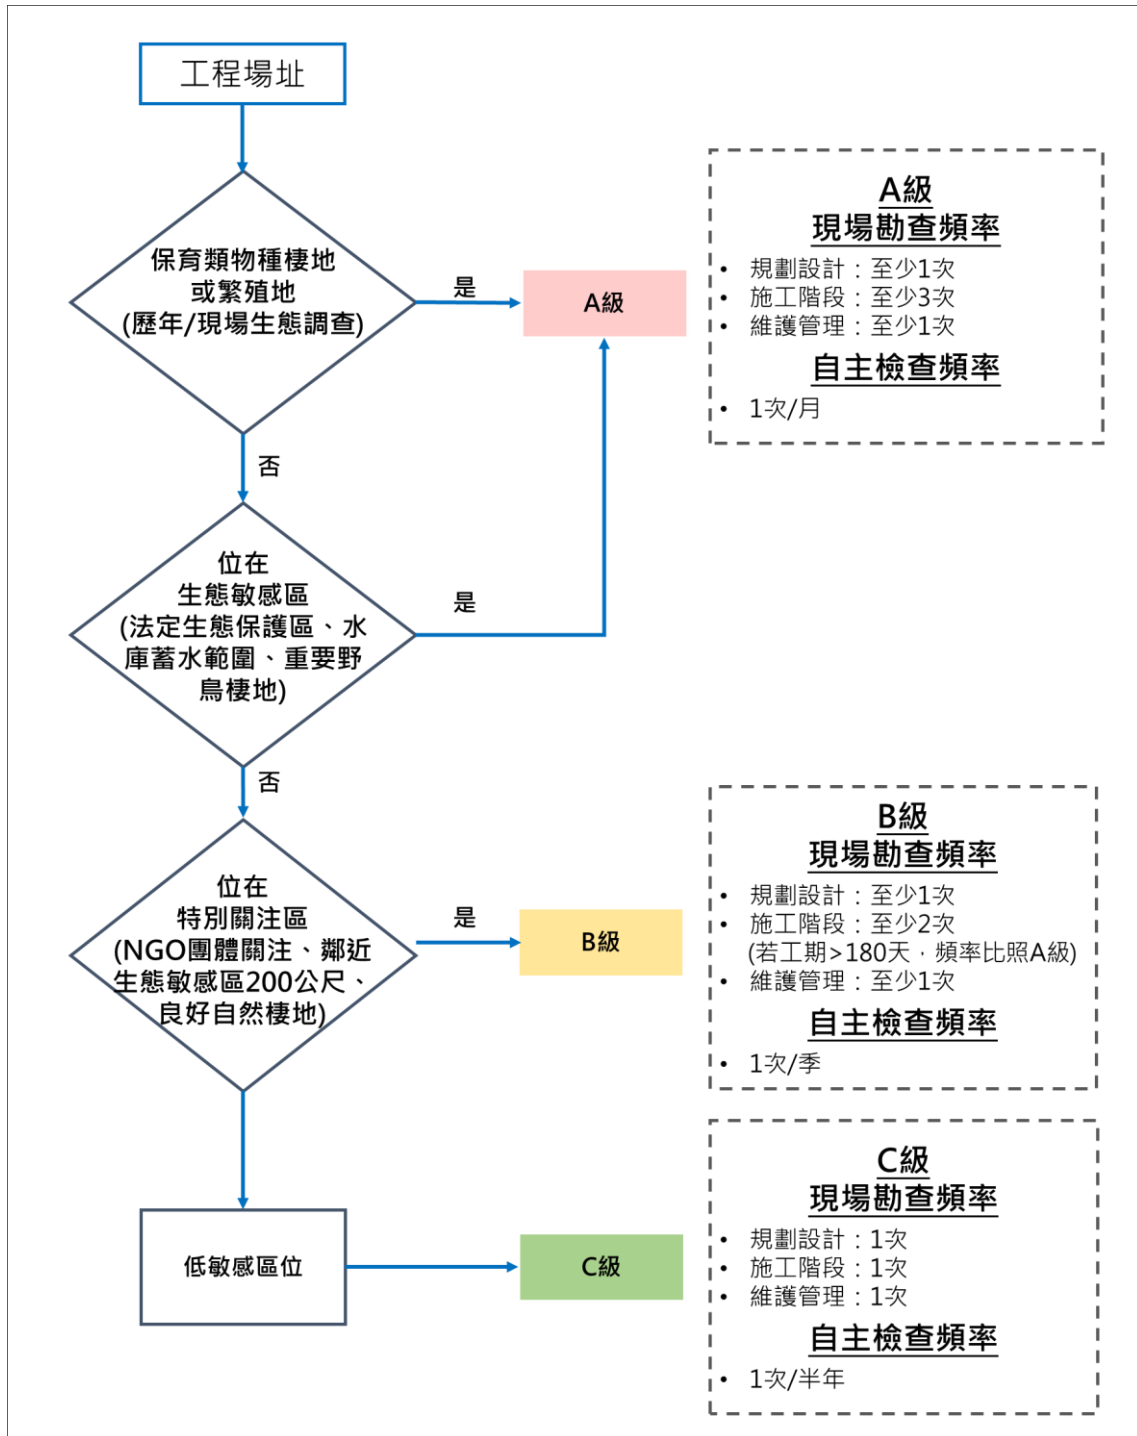 工程場址
保育類物種棲地
或繁殖地
(歷年/現場生態調查)
是
A級
否
位在
生態敏感區
(法定生態保護區、水
庫蓄水範圍、重要野
鳥棲地)
是
否
位在
特別關注區
(NGO團體關注、鄰近
生態敏感區200公尺、
良好自然棲地)
是
B級
低敏感區位
C級
A級
現場勘查頻率
• 規劃設計：至少1次
• 施工階段：至少3次
• 維護管理：至少1次
自主檢查頻率
• 1次/月
B級
現場勘查頻率
• 規劃設計：至少1次
• 施工階段：至少2次
(若工期>180天，頻率比照A級)
• 維護管理：至少1次
自主檢查頻率
• 1次/季
C級
現場勘查頻率
• 規劃設計：1次
• 施工階段：1次
• 維護管理：1次
自主檢查頻率
• 1次/半年